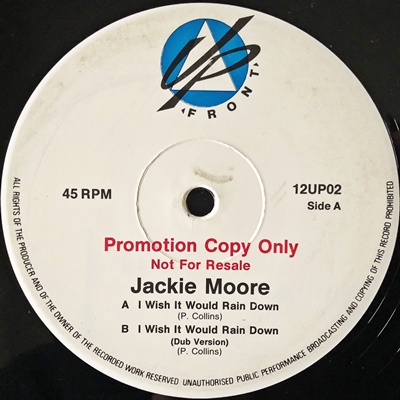 UP
FRONT
45 RPM
12UP02
Side A
Promotion Copy Only
Not For Resale
Jackie Moore
A I Wish It Would Rain Down
(P. Collins)
B I Wish It Would Rain Down
(Dub Version)
(P. Collins)
ALL RIGHTS OF THE PRODUCER AND OF THE OWNER OF THE RECORDED WORK RESERVED UNAUTHORISED PUBLIC PERFORMANCE BROADCASTING AND COPYING OF THIS RECORD PROHIBITED